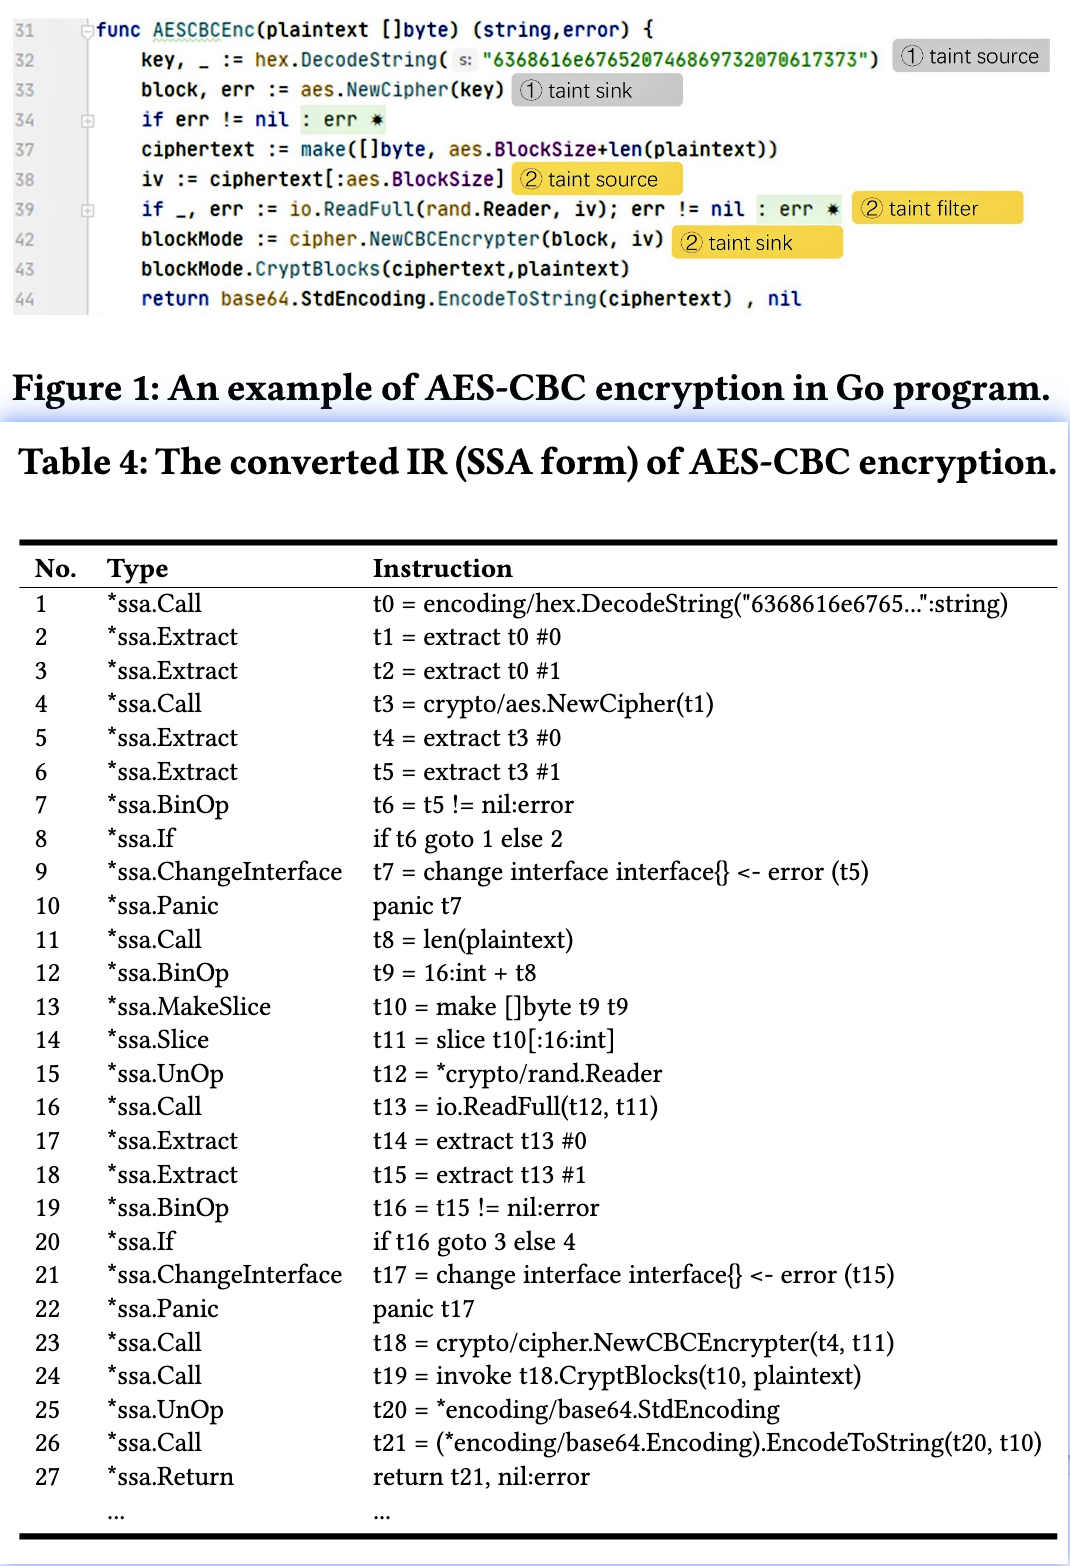 31 func AESCBCEnc(plaintext []byte) (string,error) {
32 key, _ := hex.DecodeString( s: "6368616e676520746869732070617373") ① taint source
33 block, err := aes.NewCipher(key) ① taint sink
34 if err != nil : err ✷
37 ciphertext := make([]byte, aes.BlockSize+len(plaintext))
38 iv := ciphertext[:aes.BlockSize] ② taint source
39 if _, err := io.ReadFull(rand.Reader, iv); err != nil : err ✷ ② taint filter
42 blockMode := cipher.NewCBCEncrypter(block, iv) ② taint sink
43 blockMode.CryptBlocks(ciphertext,plaintext)
44 return base64.StdEncoding.EncodeToString(ciphertext) , nil
Figure 1: An example of AES-CBC encryption in Go program.
Table 4: The converted IR (SSA form) of AES-CBC encryption.
No. Type Instruction
1 *ssa.Call t0 = encoding/hex.DecodeString("6368616e6765...":string)
2 *ssa.Extract t1 = extract t0 #0
3 *ssa.Extract t2 = extract t0 #1
4 *ssa.Call t3 = crypto/aes.NewCipher(t1)
5 *ssa.Extract t4 = extract t3 #0
6 *ssa.Extract t5 = extract t3 #1
7 *ssa.BinOp t6 = t5 != nil:error
8 *ssa.If if t6 goto 1 else 2
9 *ssa.ChangeInterface t7 = change interface interface{} <- error (t5)
10 *ssa.Panic panic t7
11 *ssa.Call t8 = len(plaintext)
12 *ssa.BinOp t9 = 16:int + t8
13 *ssa.MakeSlice t10 = make []byte t9 t9
14 *ssa.Slice t11 = slice t10[:16:int]
15 *ssa.UnOp t12 = *crypto/rand.Reader
16 *ssa.Call t13 = io.ReadFull(t12, t11)
17 *ssa.Extract t14 = extract t13 #0
18 *ssa.Extract t15 = extract t13 #1
19 *ssa.BinOp t16 = t15 != nil:error
20 *ssa.If if t16 goto 3 else 4
21 *ssa.ChangeInterface t17 = change interface interface{} <- error (t15)
22 *ssa.Panic panic t17
23 *ssa.Call t18 = crypto/cipher.NewCBCEncrypter(t4, t11)
24 *ssa.Call t19 = invoke t18.CryptBlocks(t10, plaintext)
25 *ssa.UnOp t20 = *encoding/base64.StdEncoding
26 *ssa.Call t21 = (*encoding/base64.Encoding).EncodeToString(t20, t10)
27 *ssa.Return return t21, nil:error
... ...